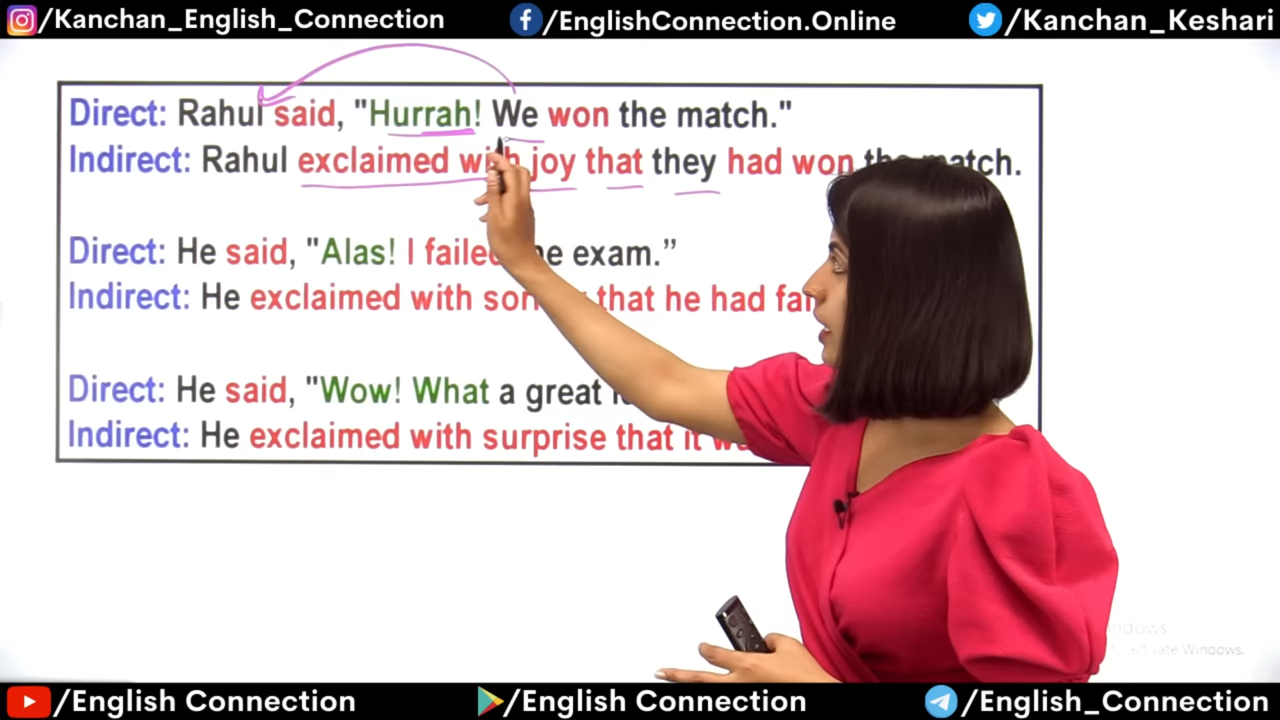 /Kanchan_English_Connection
/EnglishConnection.Online
/Kanchan_Keshari
Direct: Rahul said, "Hurrah! We won the match."
Indirect: Rahul exclaimed with joy that they had won the match.
Direct: He said, "Alas! I failed exam.”
Indirect: He exclaimed with that he had
Direct: He said, "Wow! What a great
Indirect: He exclaimed with surprise that it
Windows.
/English Connection
/English Connection
/English_Connection